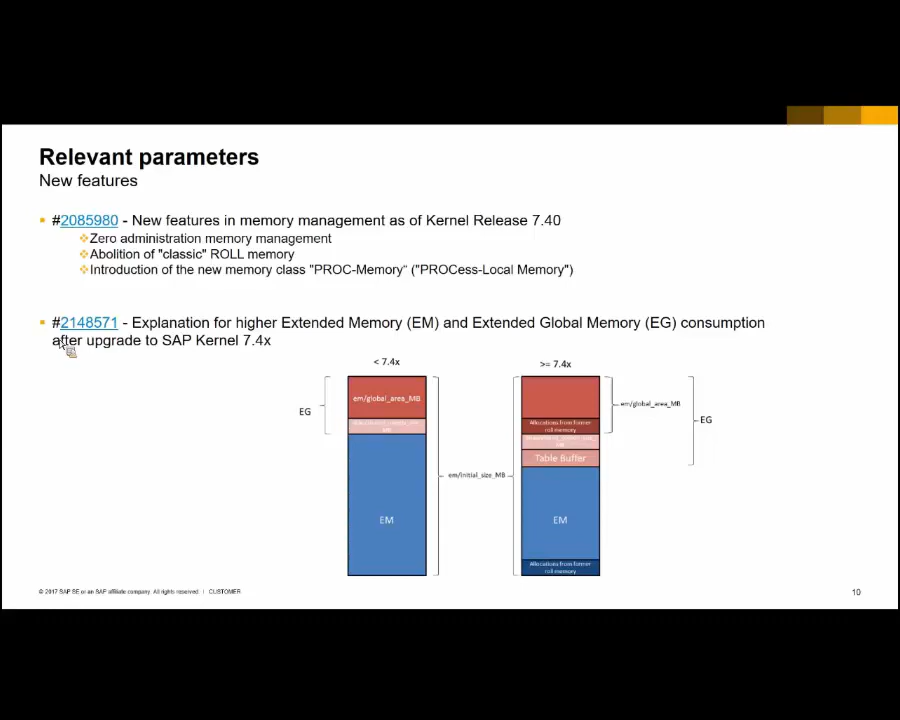 Relevant parameters
New features
#2085980 - New features in memory management as of Kernel Release 7.40
Zero administration memory management
Abolition of "classic" ROLL memory
Introduction of the new memory class "PROC-Memory“ ("PROCess-Local Memory")
#2148571 - Explanation for higher Extended Memory (EM) and Extended Global Memory (EG) consumption
after upgrade to SAP Kernel 7.4x
< 7.4x
>= 7.4x
em/global_area_MB
EG
em/global_area_MB
Allocations from former
roll memory
EG
Table Buffer
em/initial_size_MB
EM
EM
Allocations from former
roll memory
© 2017 SAP SE or an SAP affiliate company. All rights reserved. | CUSTOMER
10